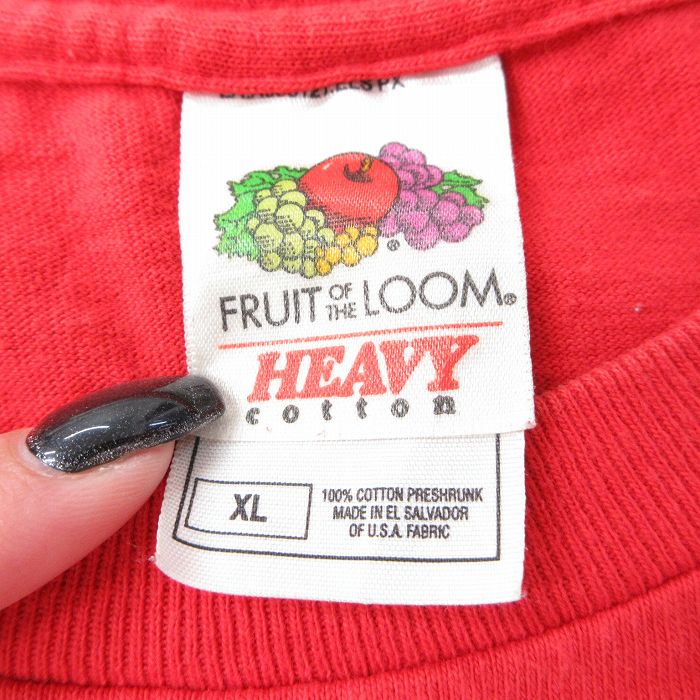 FRUIT OF THE LOOM®
HEAVY
cotton
XL
100% COTTON PRESHRUNK
MADE IN EL SALVADOR
OF U.S.A. FABRIC